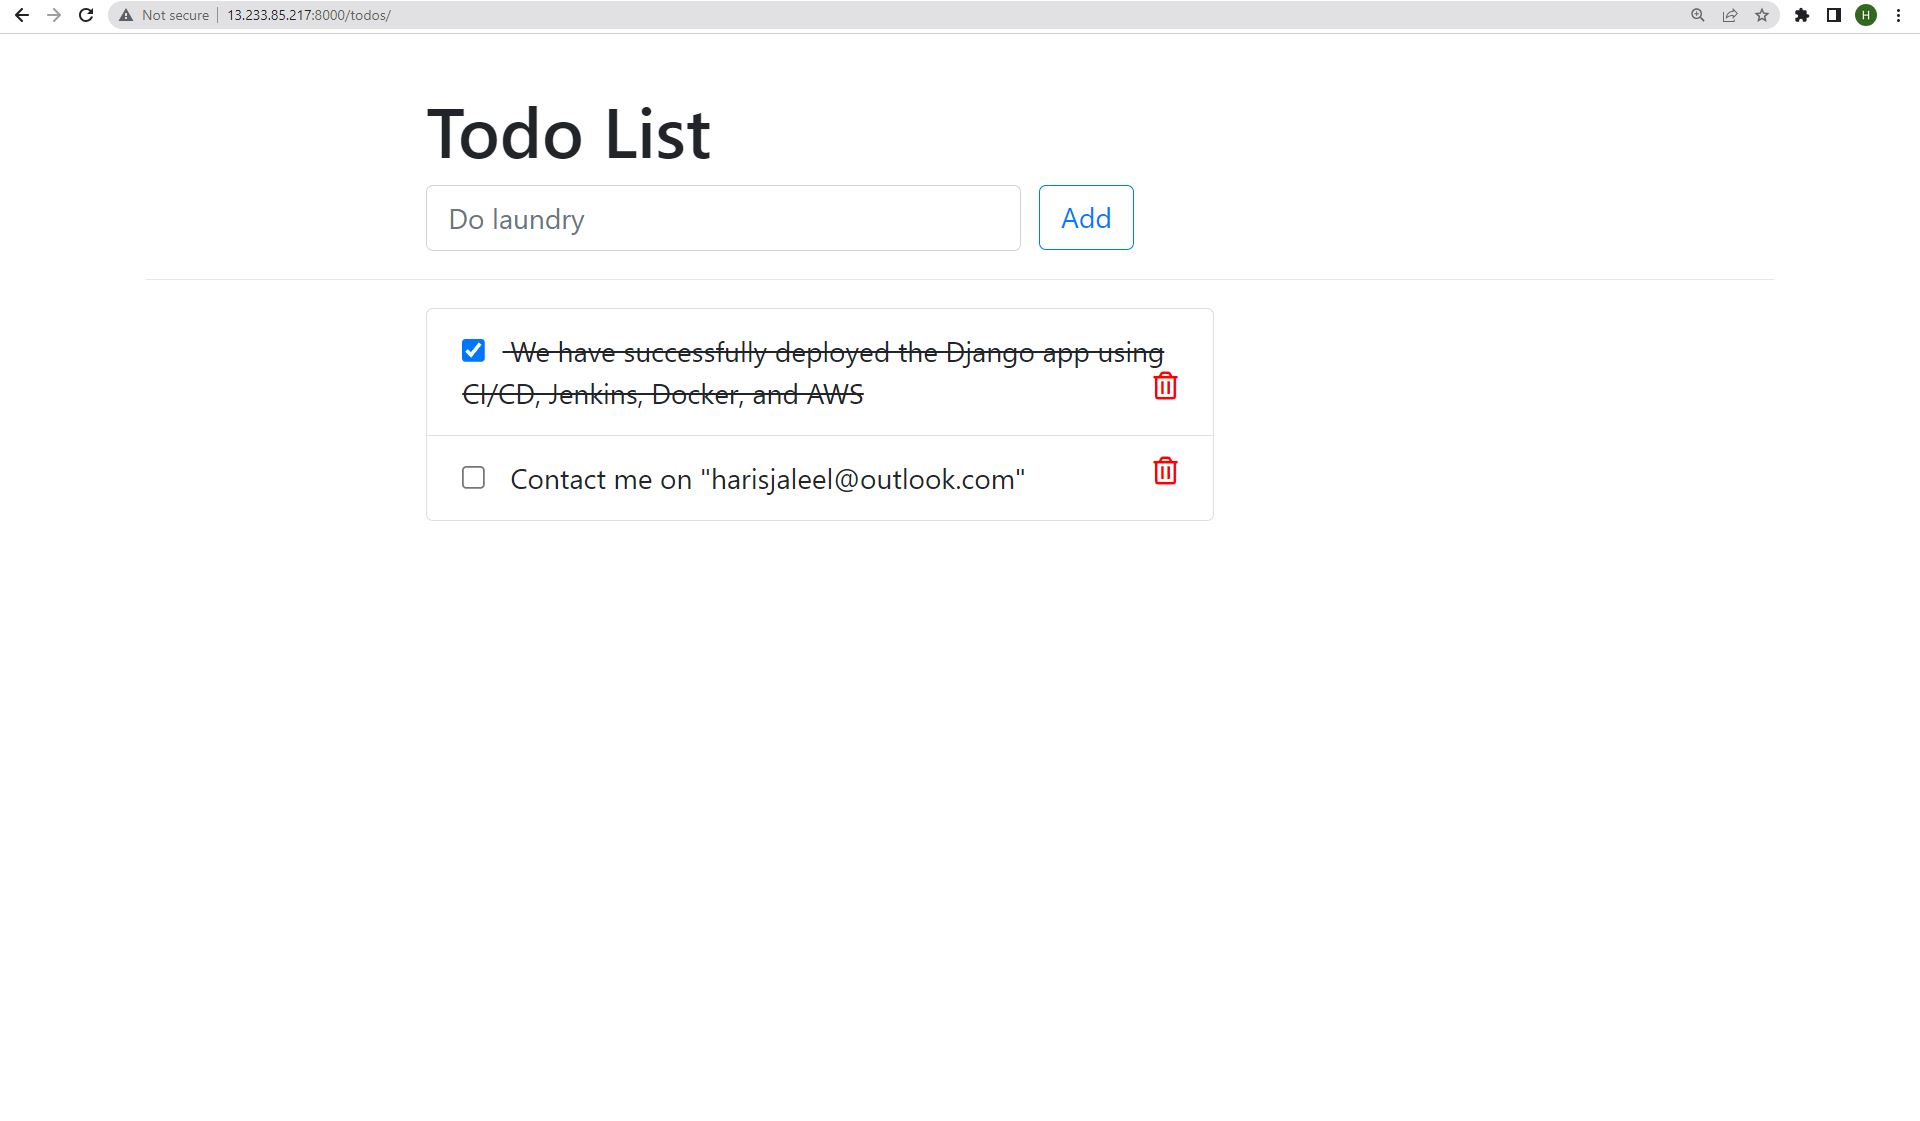 Not secure 13.233.85.217:8000/todos/
H
Todo List
Do laundry
Add
We have successfully deployed the Django app using
CI/CD, Jenkins, Docker, and AWS
Contact me on "harisjaleel@outlook.com"